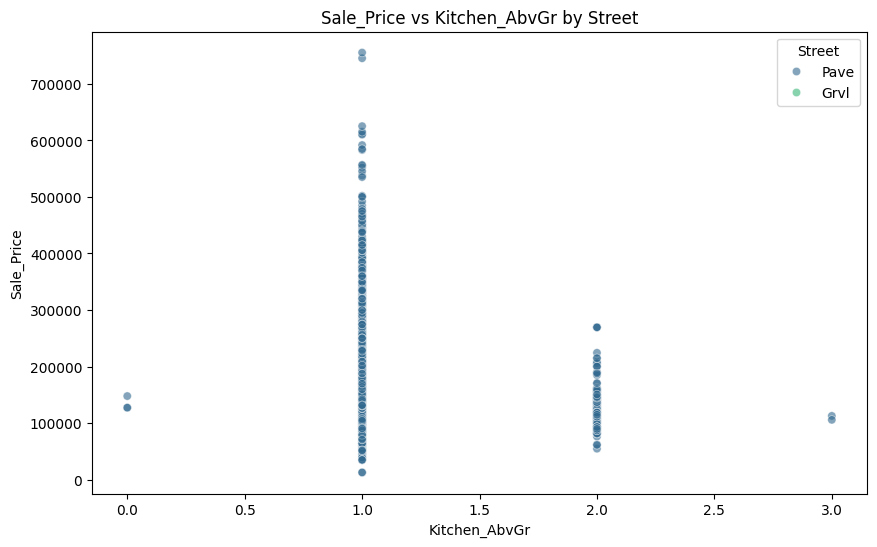 Sale_Price vs Kitchen_AbvGr by Street
Street
Pave
Grvl
Sale_Price
700000
600000
500000
400000
300000
200000
100000
0
0.0 0.5 1.0 1.5 2.0 2.5 3.0
Kitchen_AbvGr